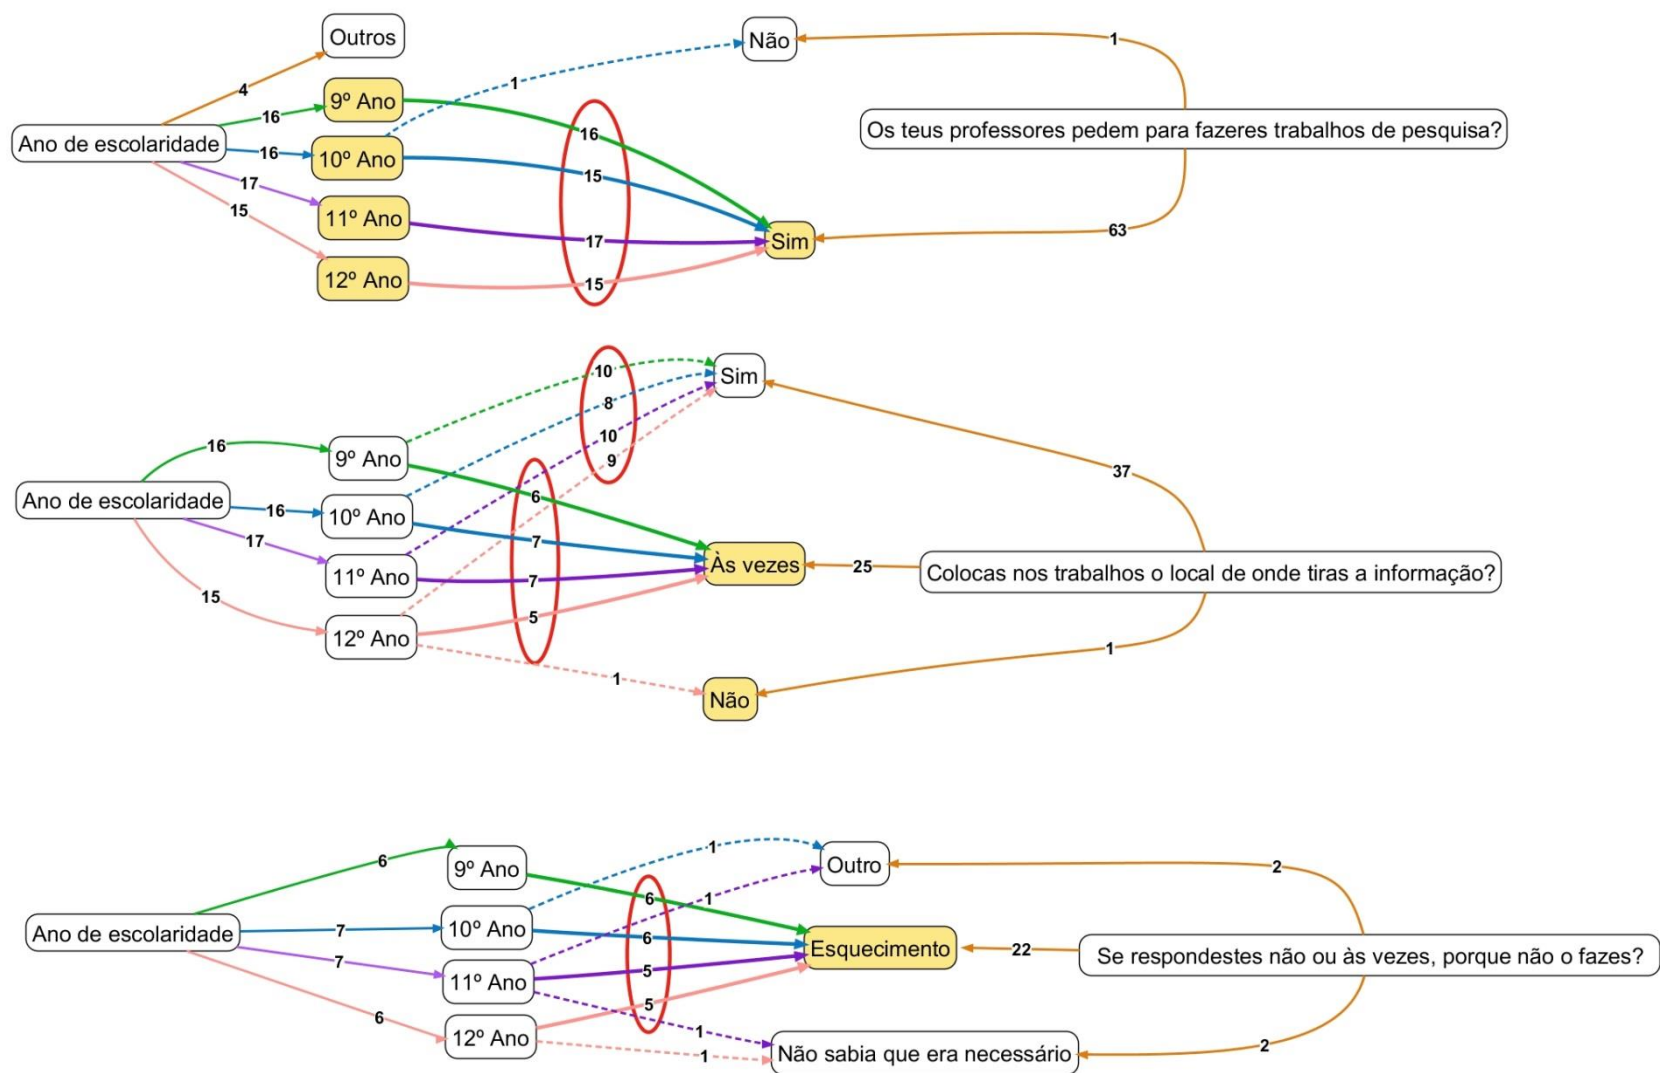 Outros
Não
1
4
1
16
9º Ano
Os teus professores pedem para fazeres trabalhos de pesquisa?
16
Ano de escolaridade
16
10º Ano
15
17
15
11º Ano
17
Sim
63
12º Ano
15
10
Sim
8
16
10
9º Ano
9
37
Ano de escolaridade
6
16
10º Ano
17
7
Às vezes
25
Colocas nos trabalhos o local de onde tiras a informação?
11º Ano
7
15
5
12º Ano
1
1
Não
1
6
9º Ano
Outro
2
6
1
Ano de escolaridade
7
10º Ano
6
Esquecimento
22
Se respondestes não ou às vezes, porque não o fazes?
7
11º Ano
5
5
6
12º Ano
1
1
Não sabia que era necessário
2